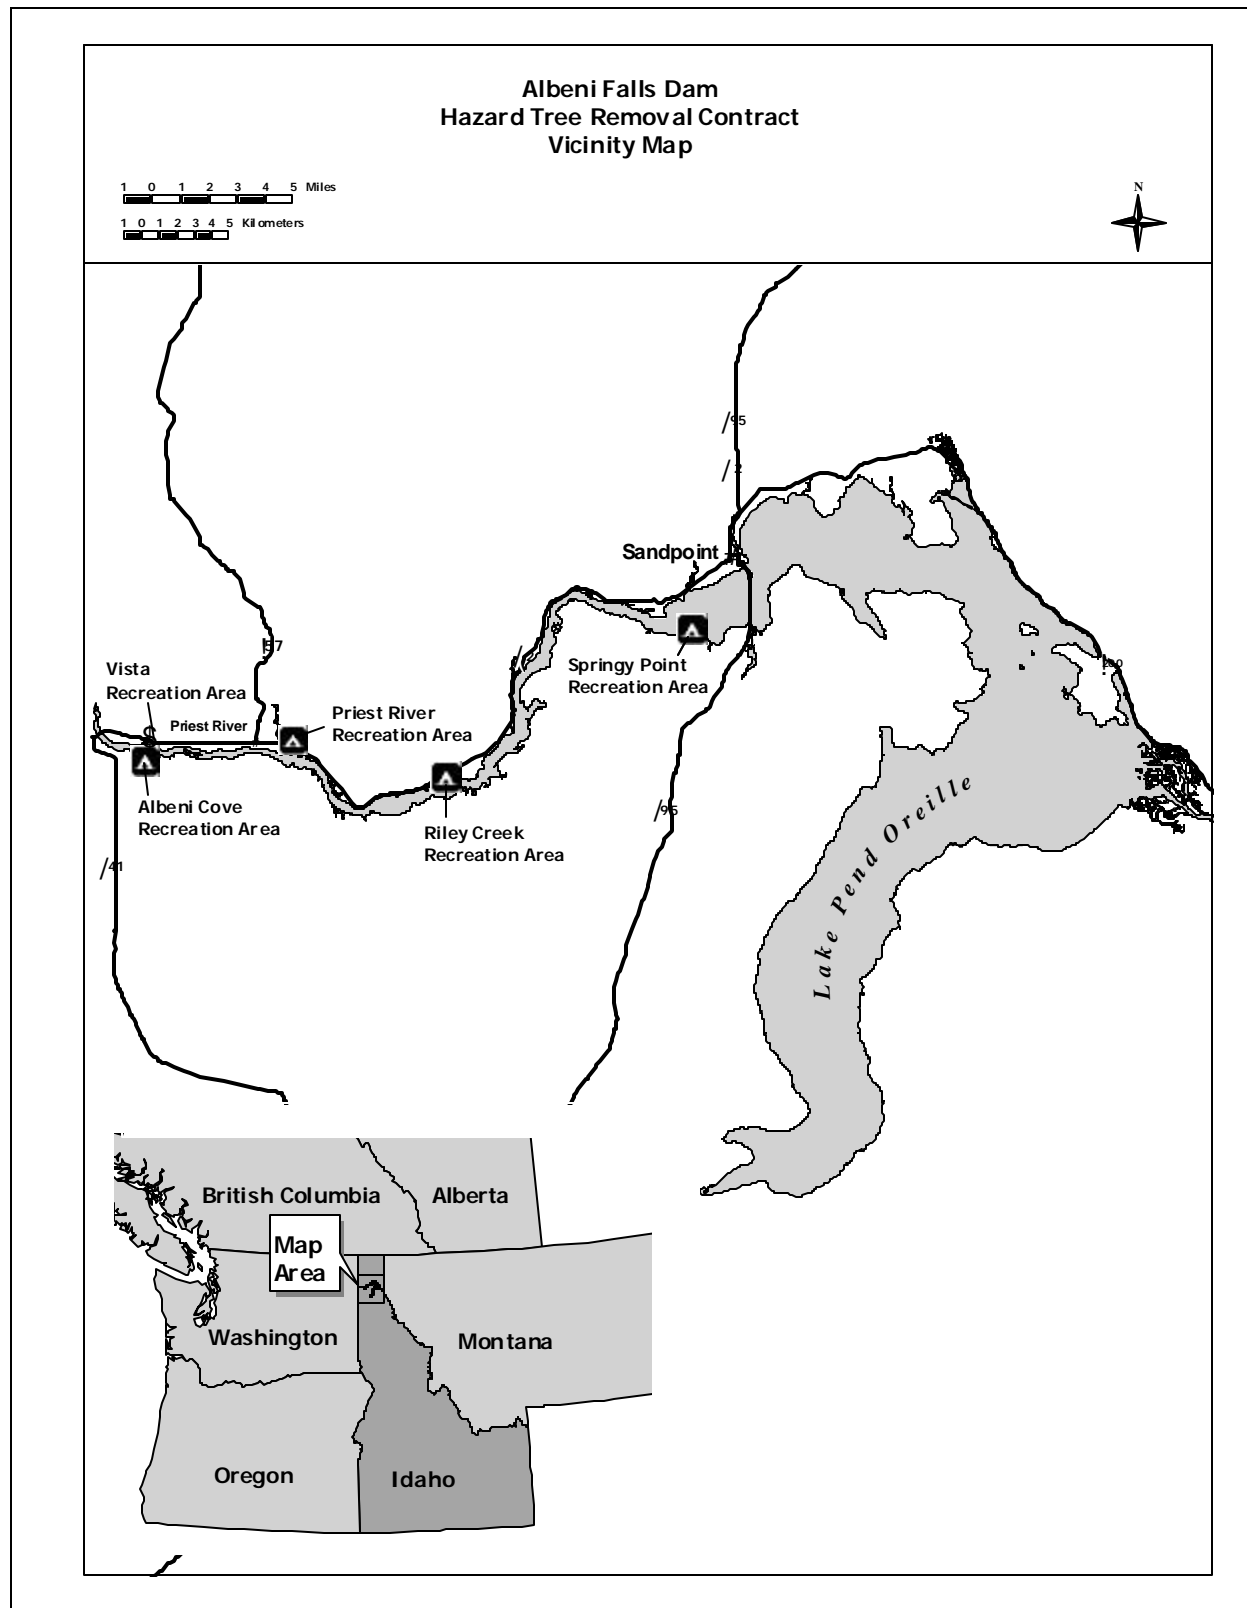 Albeni Falls Dam
Hazard Tree Removal Contract
Vicinity Map
1 0 1 2 3 4 5 Miles
1 0 1 2 3 4 5 Kilometers
N
/95
/2
Sandpoint
57
Springy Point
Recreation Area
Vista
Recreation Area
Priest River
Priest River
Recreation Area
Albeni Cove
Recreation Area
Riley Creek
Recreation Area
/95
/41
Lake Pend Oreille
British Columbia
Alberta
Map
Area
Washington
Montana
Oregon
Idaho